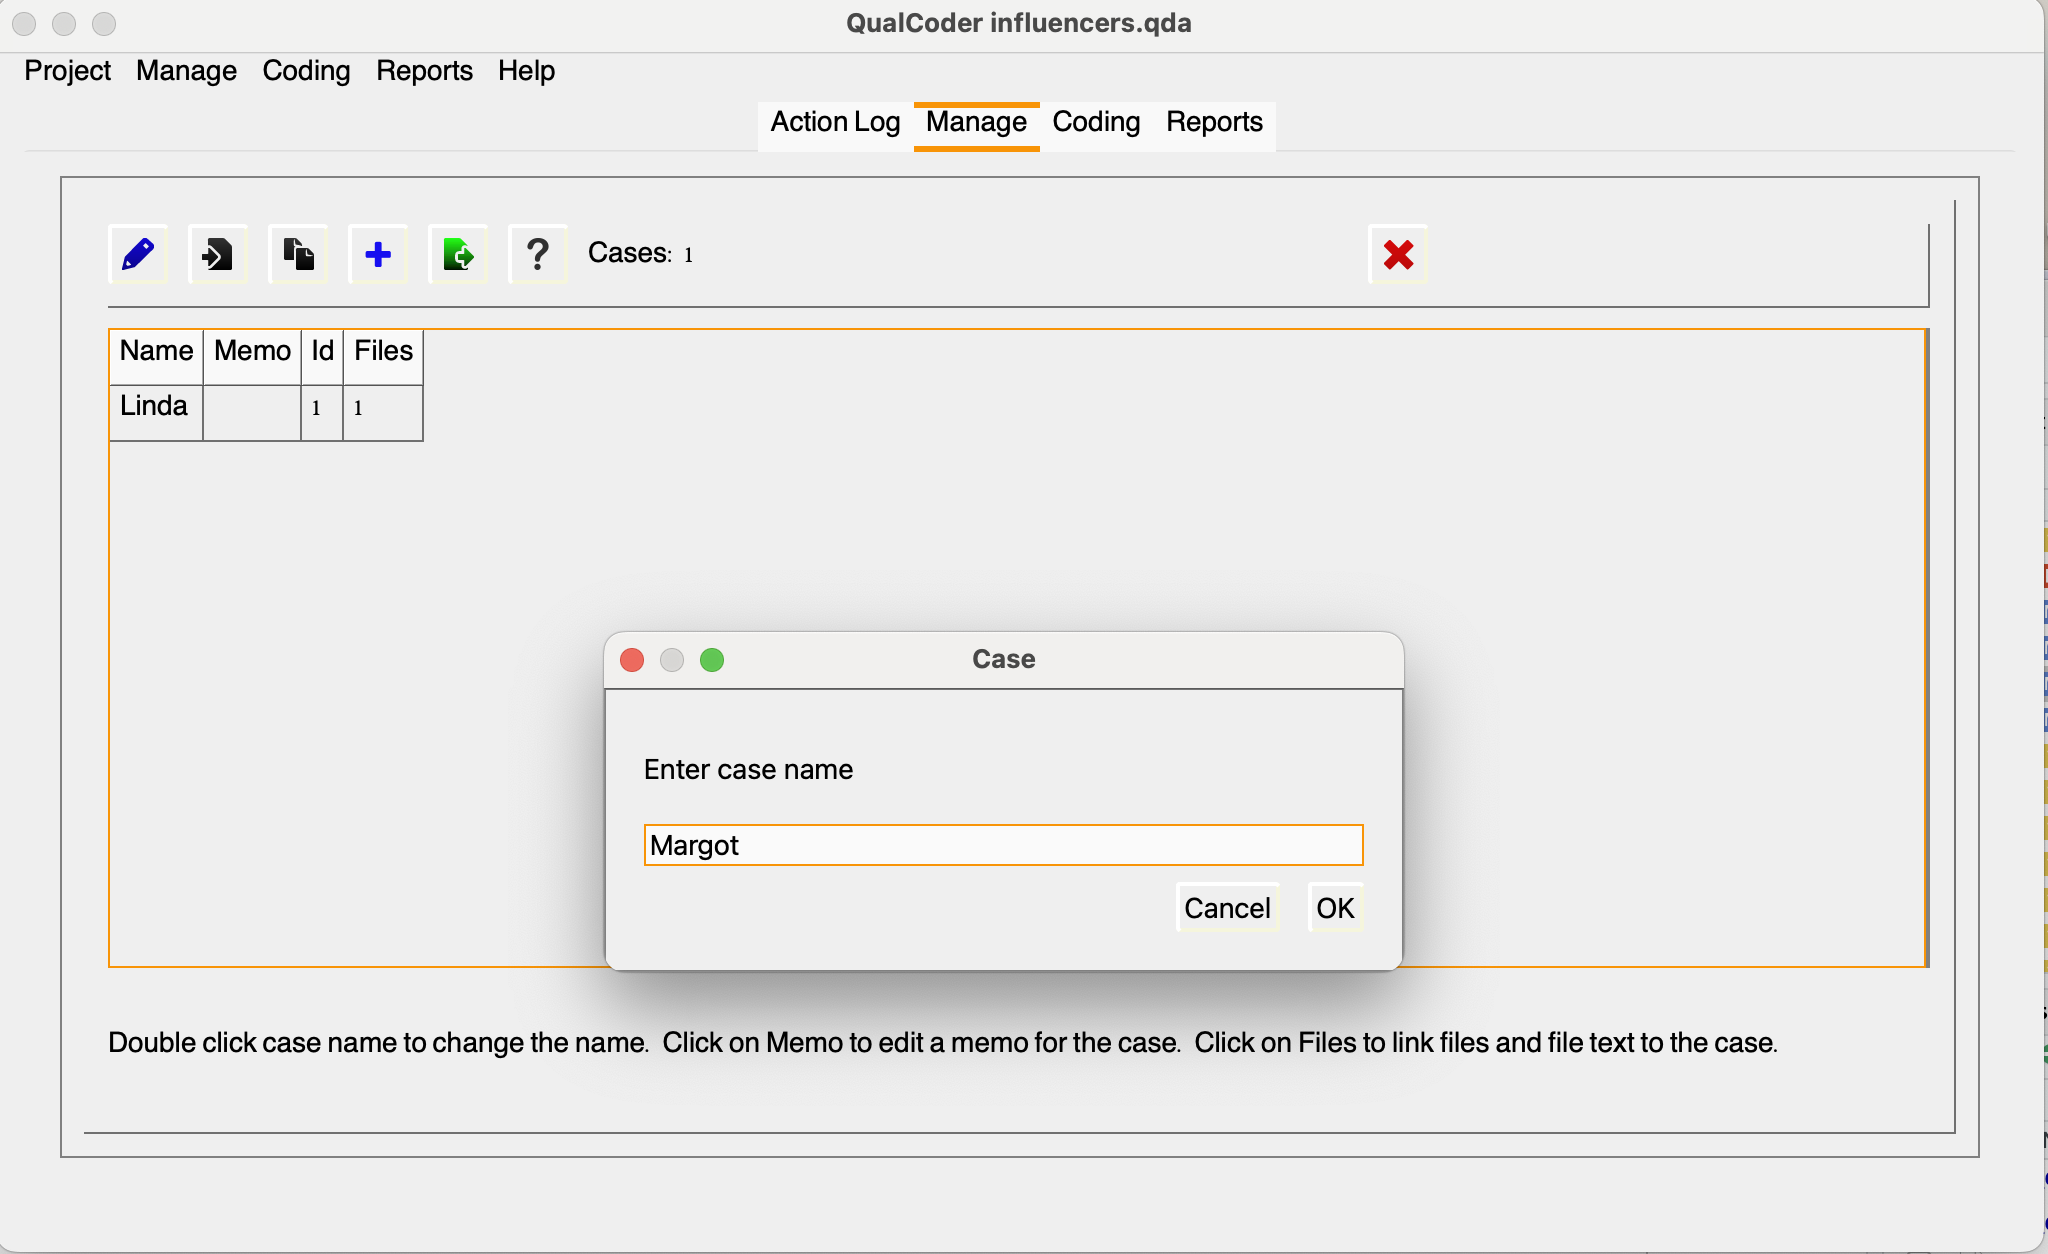 QualCoder influencers.qda
Project Manage Coding Reports Help
Action Log Manage Coding Reports
? Cases: 1
Name Memo Id Files
Linda 1 1
Case
Enter case name
Margot
Cancel OK
Double click case name to change the name. Click on Memo to edit a memo for the case. Click on Files to link files and file text to the case.